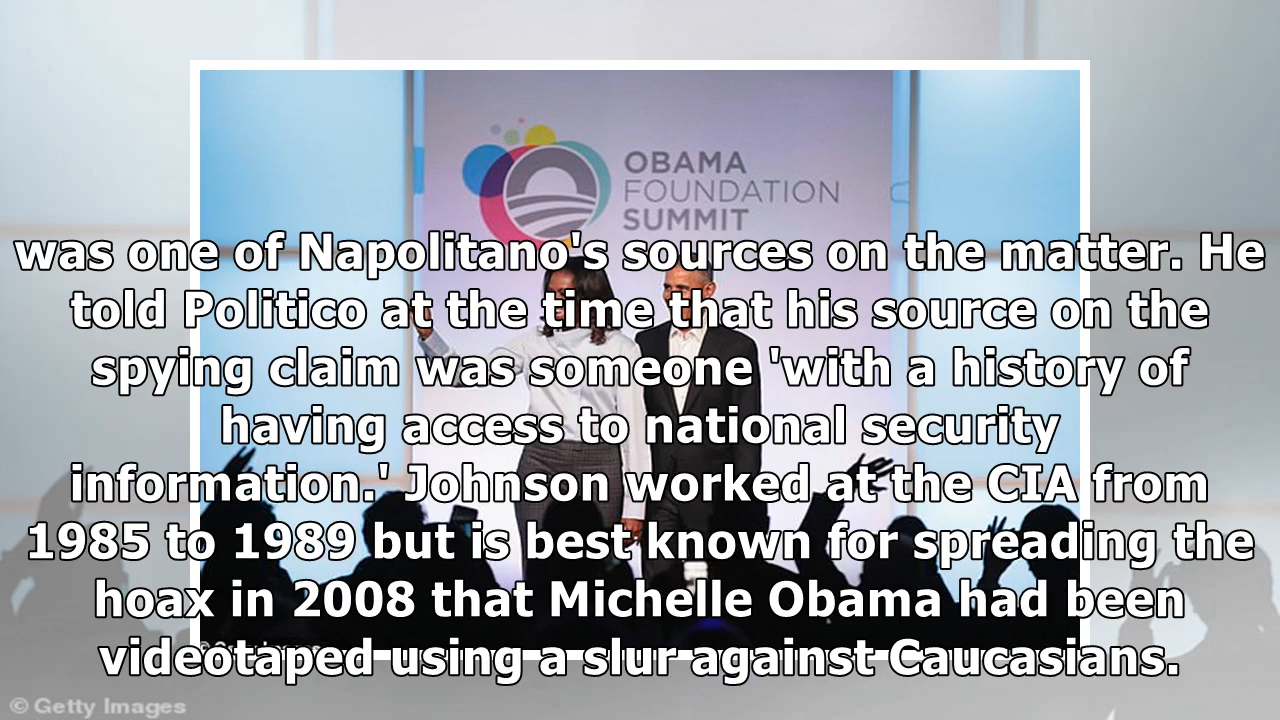 OBAMA
FOUNDATION
SUMMIT
was one of Napolitano's sources on the matter. He
told Politico at the time that his source on the
spying claim was someone 'with a history of
having access to national security
information.' Johnson worked at the CIA from
1985 to 1989 but is best known for spreading the
hoax in 2008 that Michelle Obama had been
videotaped using a slur against Caucasians.
© Getty Images